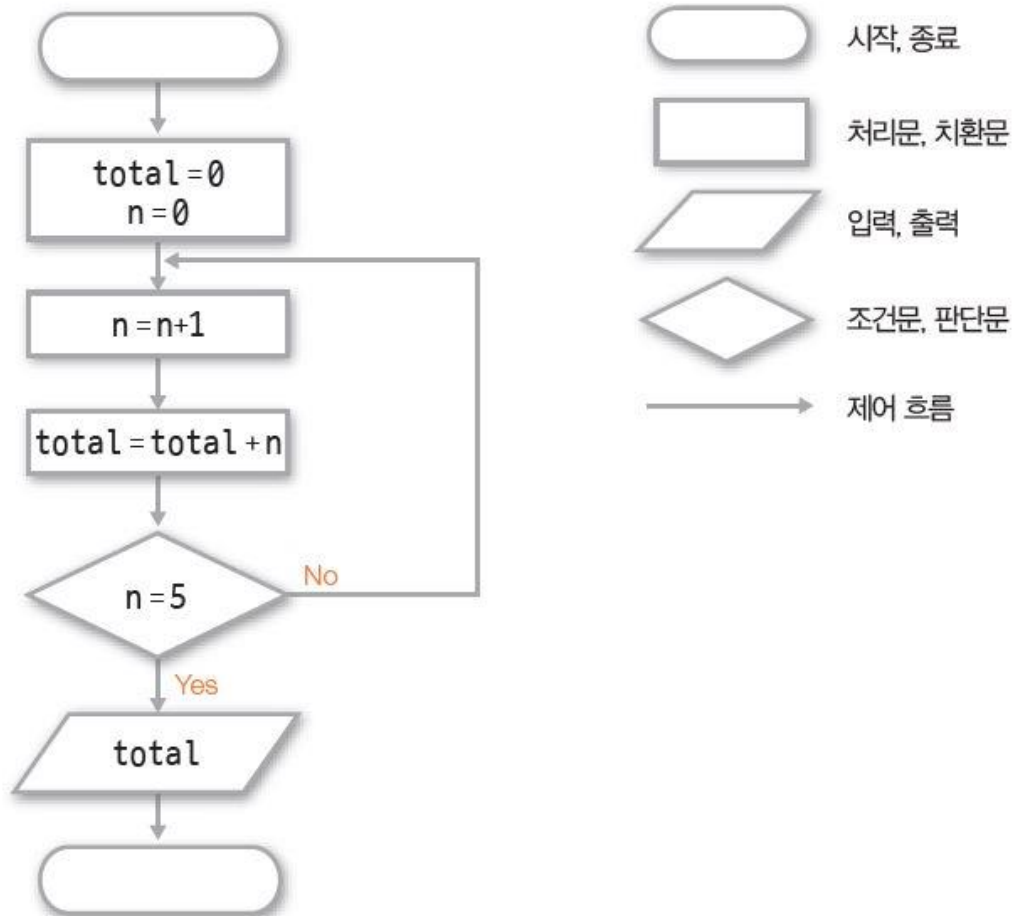 total=0
n=0
n=n+1
total=total+n
n=5
No
Yes
total
시작, 종료
처리문, 치환문
입력, 출력
조건문, 판단문
제어 흐름